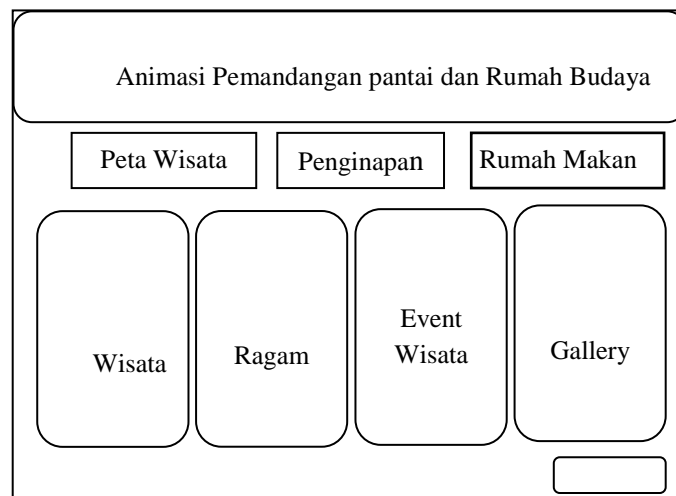 Animasi Pemandangan pantai dan Rumah Budaya
Peta Wisata
Penginapan
Rumah Makan
Wisata
Ragam
Event
Wisata
Gallery